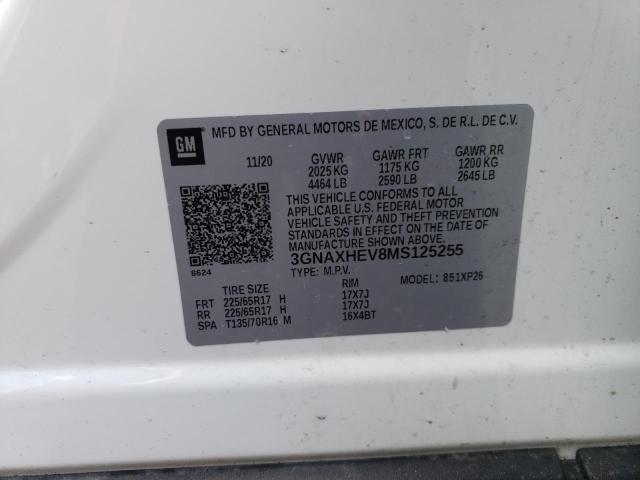 GM
MFD BY GENERAL MOTORS DE MEXICO, S. DE R.L. DE C.V.
11/20 GVWR GAWR FRT GAWR RR
2025 KG 1175 KG 1200 KG
4464 LB 2590 LB 2645 LB
THIS VEHICLE CONFORMS TO ALL
APPLICABLE U.S. FEDERAL MOTOR
VEHICLE SAFETY AND THEFT PREVENTION
STANDARDS IN EFFECT ON THE DATE OF
MANUFACTURE SHOWN ABOVE.
3GNAXHEV8MS125255
8624
TYPE: M.P.V. MODEL: 851XP26
TIRE SIZE RIM
FRT 225/65R17 H 17X7J
RR 225/65R17 H 17X7J
SPA T135/70R16 M 16X4BT